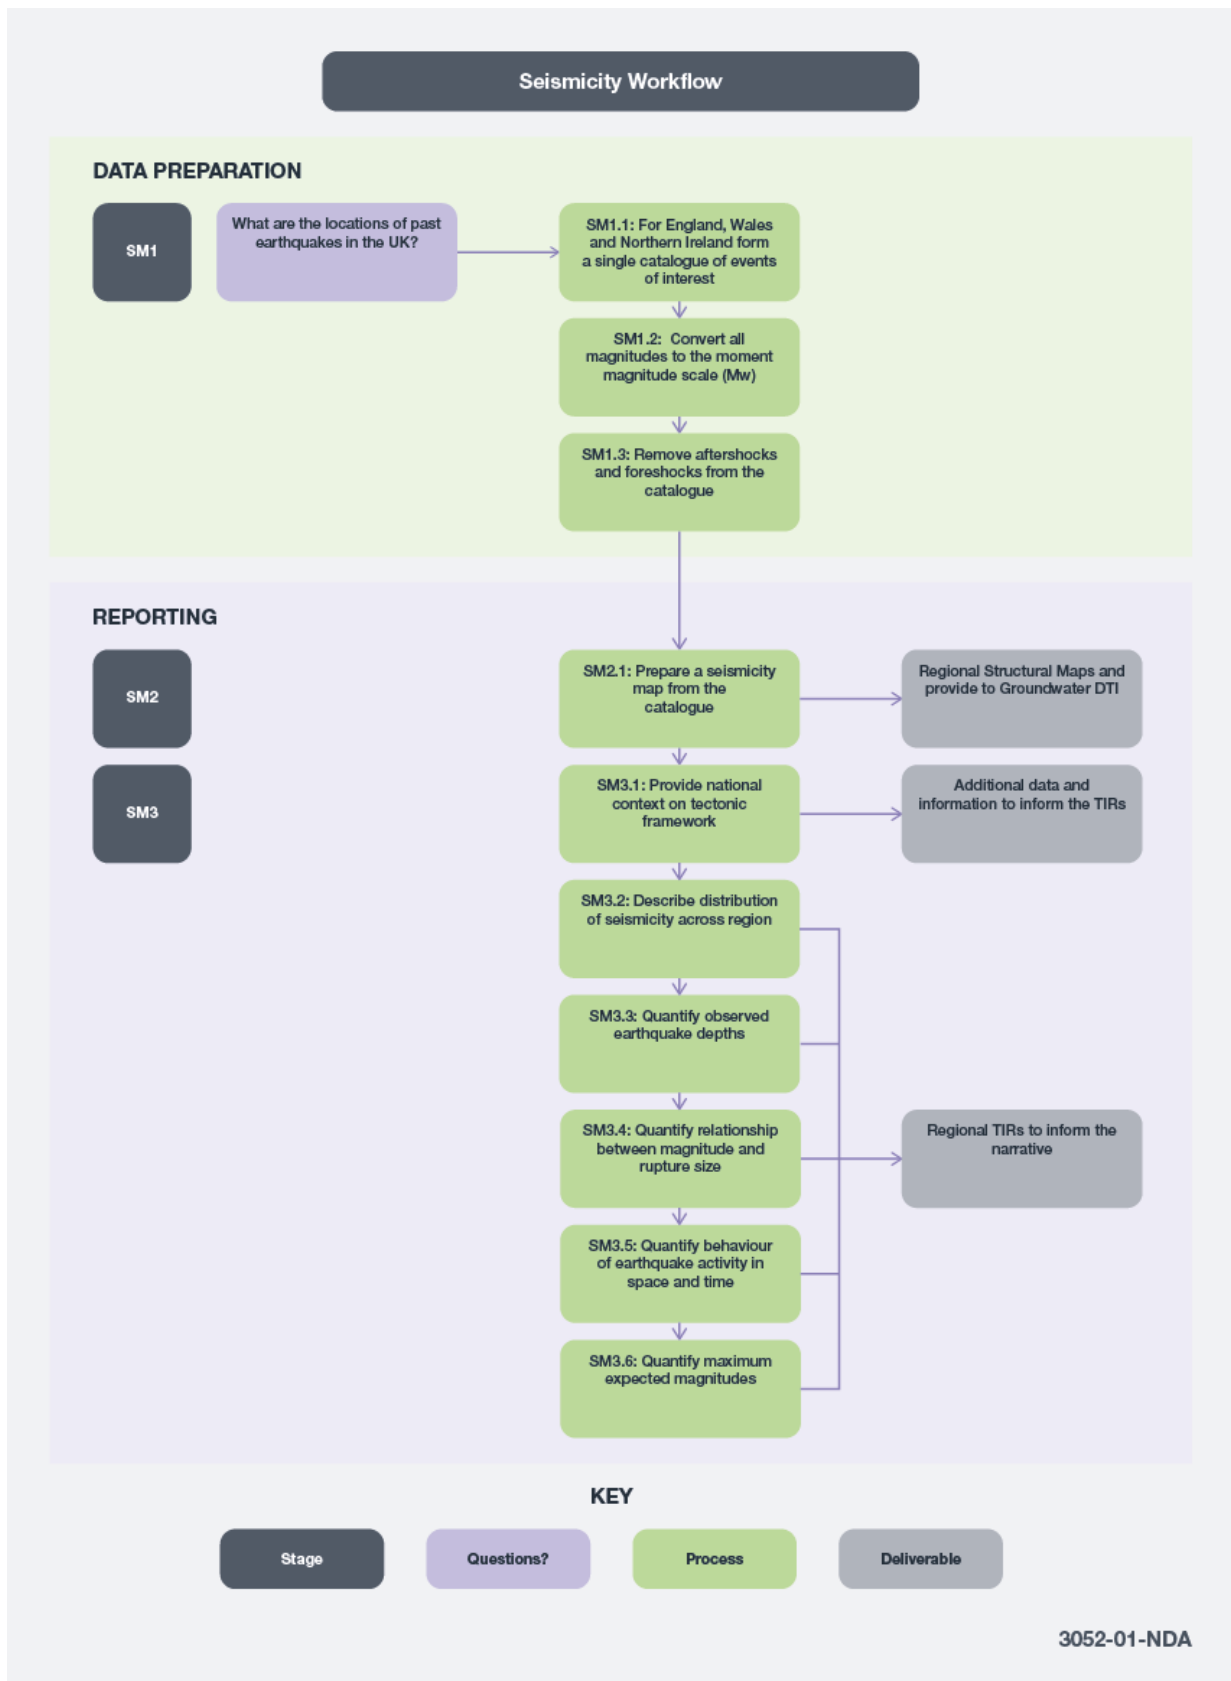 Seismicity Workflow
DATA PREPARATION
SM1
What are the locations of past
earthquakes in the UK?
SM1.1: For England, Wales
and Northern Ireland form
a single catalogue of events
of interest
SM1.2:  Convert all
magnitudes to the moment
magnitude scale (Mw)
SM1.3: Remove aftershocks
and foreshocks from the
catalogue
REPORTING
SM2
SM2.1: Prepare a seismicity
map from the
catalogue
Regional Structural Maps and
provide to Groundwater DTI
SM3
SM3.1: Provide national
context on tectonic
framework
Additional data and
information to inform the TIRs
SM3.2: Describe distribution
of seismicity across region
SM3.3: Quantify observed
earthquake depths
SM3.4: Quantify relationship
between magnitude and
rupture size
Regional TIRs to inform the
narrative
SM3.5: Quantify behaviour
of earthquake activity in
space and time
SM3.6: Quantify maximum
expected magnitudes
KEY
Stage
Questions?
Process
Deliverable
3052-01-NDA